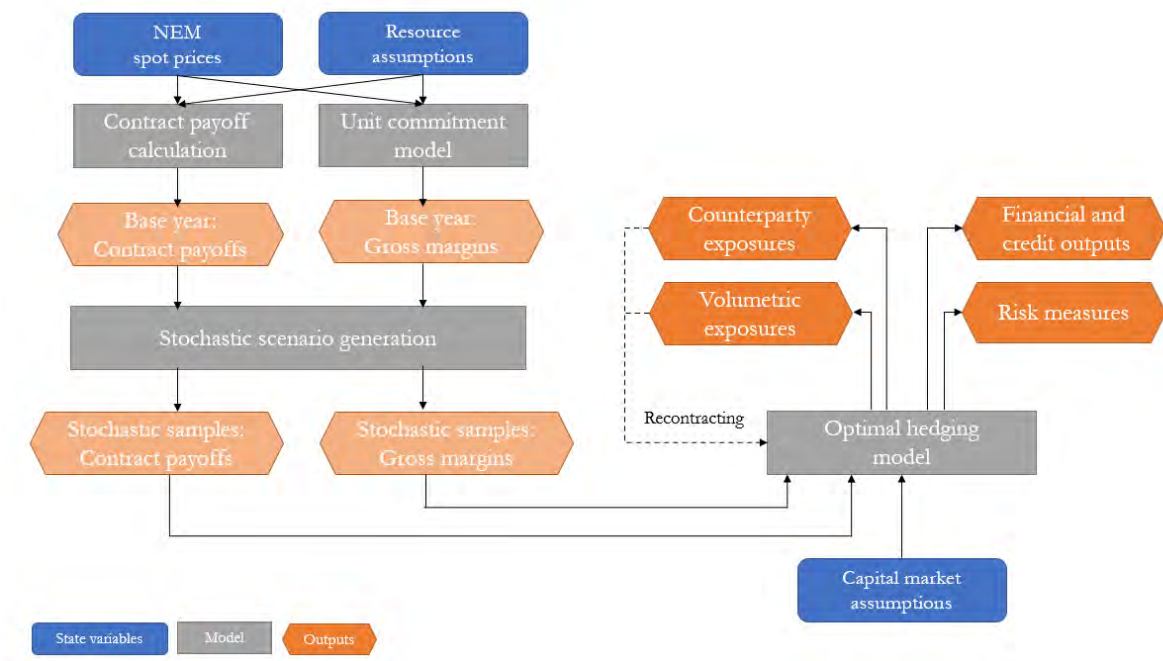 NEM
spot prices
Resource
assumptions
Contract payoff
calculation
Unit commitment
model
Base year:
Contract payoffs
Base year:
Gross margins
Stochastic scenario generation
Stochastic samples:
Contract payoffs
Stochastic samples:
Gross margins
Counterparty
exposures
Financial and
credit outputs
Volumetric
exposures
Risk measures
Recontracting
Optimal hedging
model
Capital market
assumptions
State variables
Model
Outputs